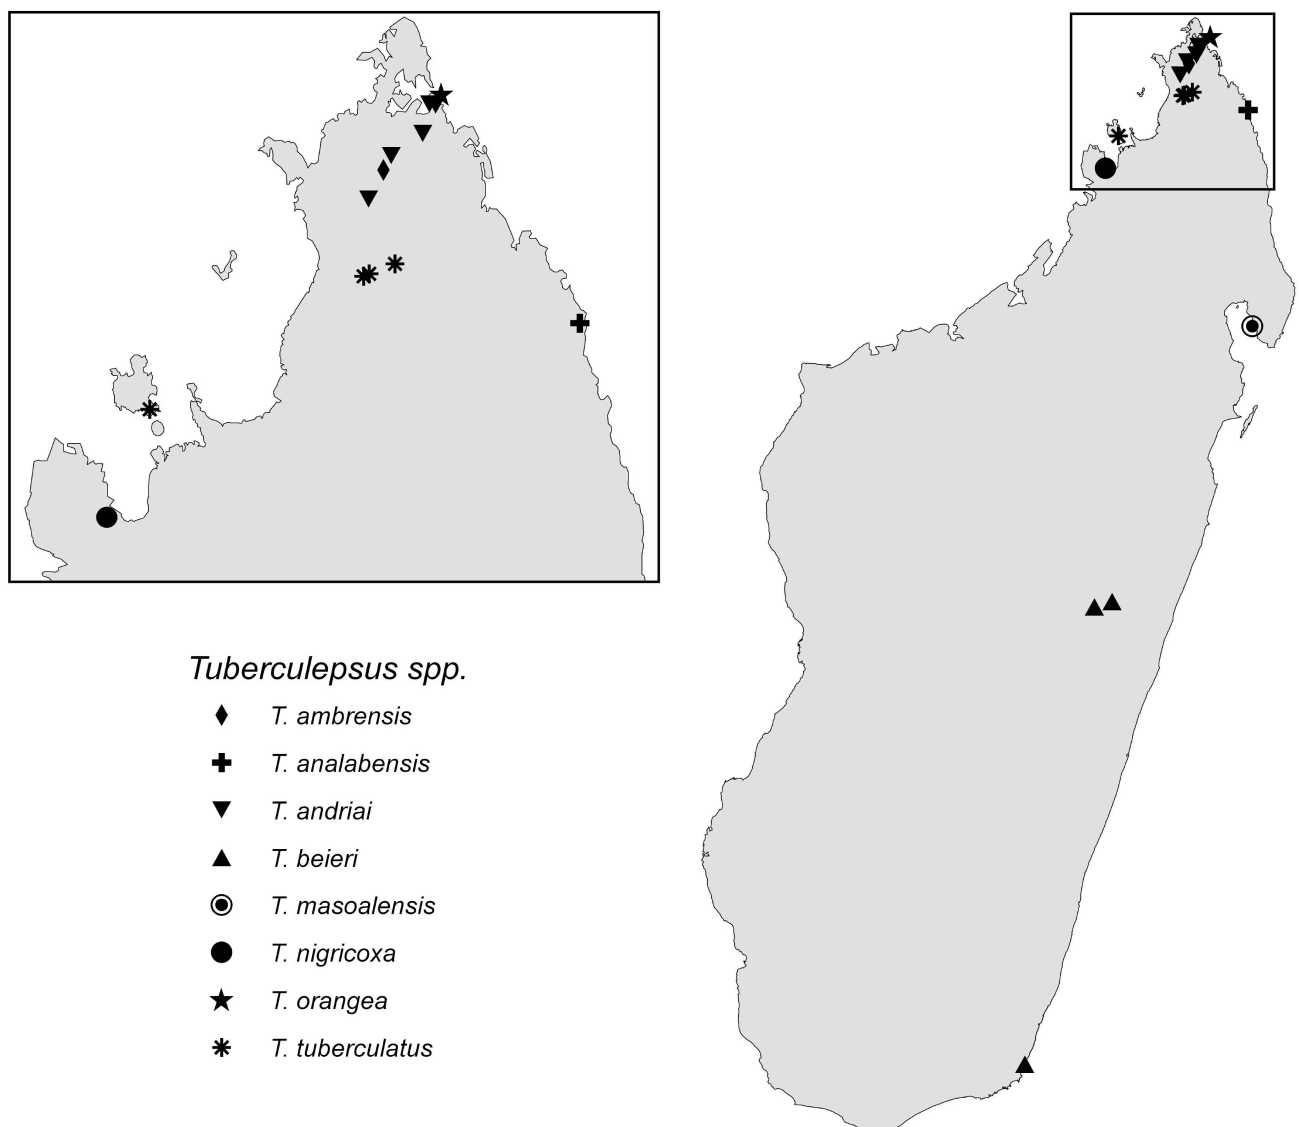 Tuberculepsus spp.
T. ambrensis
T. analabensis
T. andriai
T. beieri
T. masoalensis
T. nigricoxa
T. orangea
T. tuberculatus